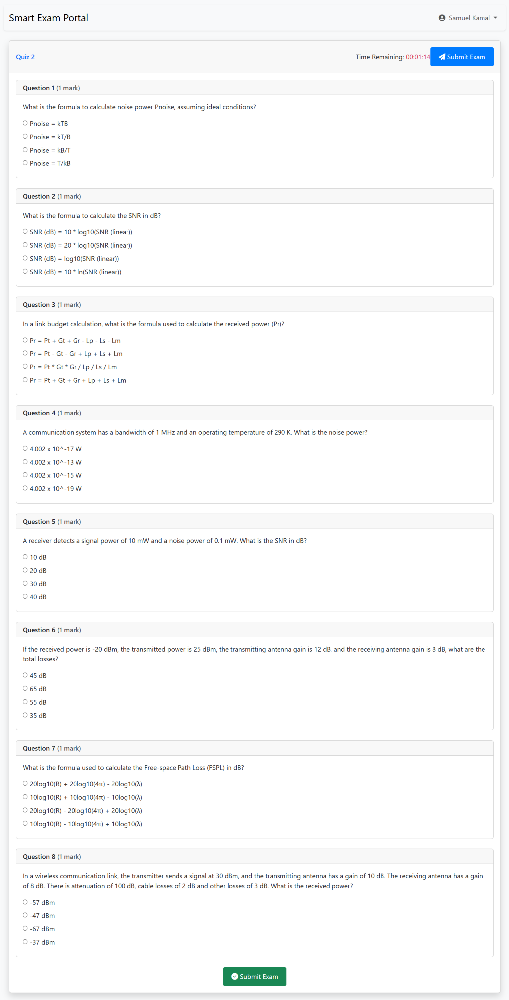 Smart Exam Portal
Samuel Kamal
Quiz 2
Time Remaining: 00:01:14
Submit Exam
Question 1 (1 mark)
What is the formula to calculate noise power Pnoise, assuming ideal conditions?
Pnoise = kTB
Pnoise = kT/B
Pnoise = kB/T
Pnoise = T/kB
Question 2 (1 mark)
What is the formula to calculate the SNR in dB?
SNR (dB) = 10 * log10(SNR (linear))
SNR (dB) = 20 * log10(SNR (linear))
SNR (dB) = log10(SNR (linear))
SNR (dB) = 10 * ln(SNR (linear))
Question 3 (1 mark)
In a link budget calculation, what is the formula used to calculate the received power (Pr)?
Pr = Pt + Gt + Gr - Lp - Ls - Lm
Pr = Pt - Gt - Gr + Lp + Ls + Lm
Pr = Pt * Gt * Gr / Lp / Ls / Lm
Pr = Pt + Gt + Gr + Lp + Ls + Lm
Question 4 (1 mark)
A communication system has a bandwidth of 1 MHz and an operating temperature of 290 K. What is the noise power?
4.002 x 10^-17 W
4.002 x 10^-13 W
4.002 x 10^-15 W
4.002 x 10^-19 W
Question 5 (1 mark)
A receiver detects a signal power of 10 mW and a noise power of 0.1 mW. What is the SNR in dB?
10 dB
20 dB
30 dB
40 dB
Question 6 (1 mark)
If the received power is -20 dBm, the transmitted power is 25 dBm, the transmitting antenna gain is 12 dB, and the receiving antenna gain is 8 dB, what are the
total losses?
45 dB
65 dB
55 dB
35 dB
Question 7 (1 mark)
What is the formula used to calculate the Free-space Path Loss (FSPL) in dB?
20log10(R) + 20log10(4π) - 20log10(λ)
10log10(R) + 10log10(4π) - 10log10(λ)
20log10(R) - 20log10(4π) + 20log10(λ)
10log10(R) - 10log10(4π) + 10log10(λ)
Question 8 (1 mark)
In a wireless communication link, the transmitter sends a signal at 30 dBm, and the transmitting antenna has a gain of 10 dB. The receiving antenna has a gain
of 8 dB. There is attenuation of 100 dB, cable losses of 2 dB and other losses of 3 dB. What is the received power?
-57 dBm
-47 dBm
-67 dBm
-37 dBm
Submit Exam